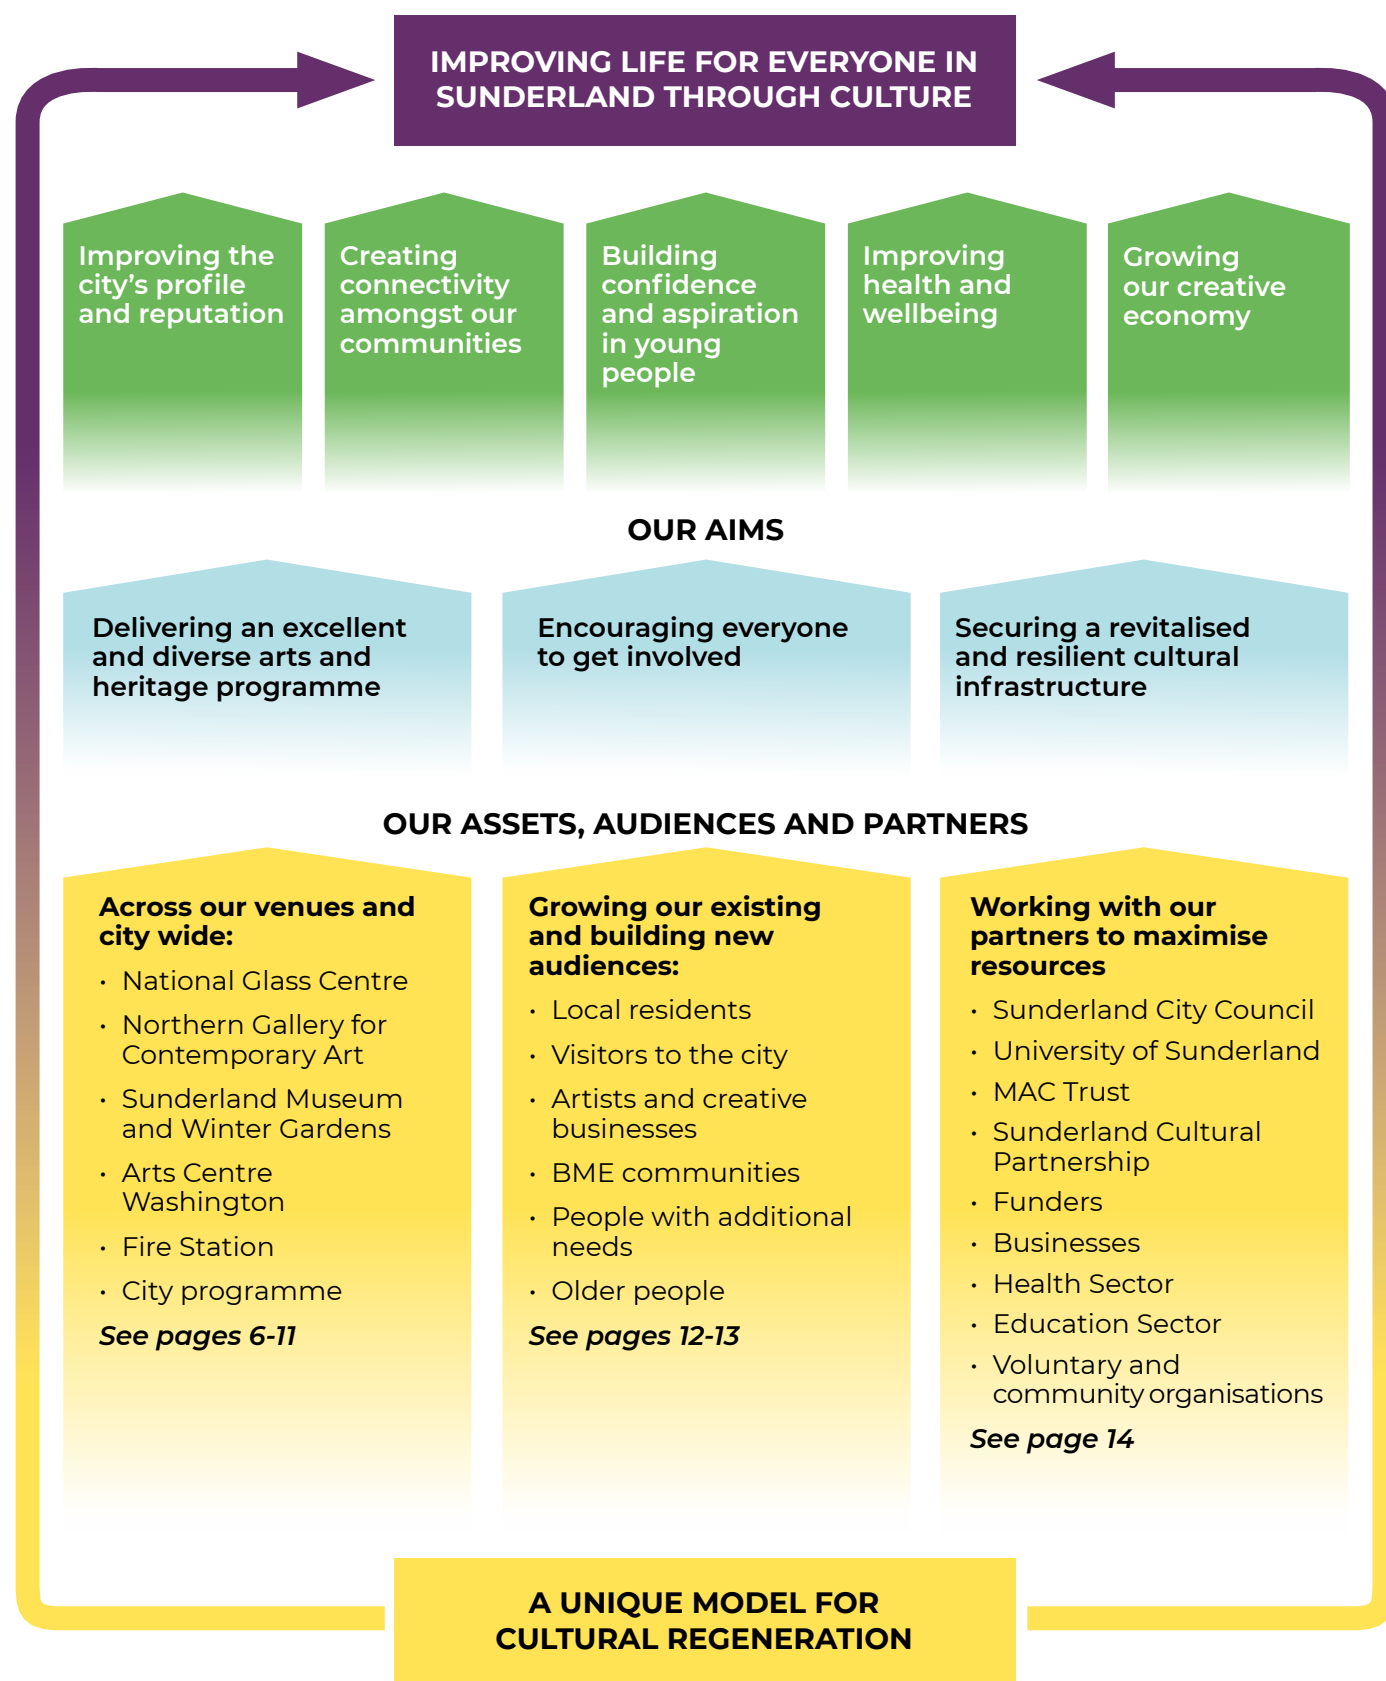 IMPROVING LIFE FOR EVERYONE IN
SUNDERLAND THROUGH CULTURE
Improving the
city's profile
and reputation
Creating
connectivity
amongst our
communities
Building
confidence
and aspiration
in young
people
Improving
health and
wellbeing
Growing
our creative
economy
OUR AIMS
Delivering an excellent
and diverse arts and
heritage programme
Encouraging everyone
to get involved
Securing a revitalised
and resilient cultural
infrastructure
OUR ASSETS, AUDIENCES AND PARTNERS
Across our venues and
city wide:
• National Glass Centre
• Northern Gallery for
Contemporary Art
• Sunderland Museum
and Winter Gardens
• Arts Centre
Washington
• Fire Station
• City programme
See pages 6-11
Growing our existing
and building new
audiences:
• Local residents
• Visitors to the city
• Artists and creative
businesses
• BME communities
• People with additional
needs
• Older people
See pages 12-13
Working with our
partners to maximise
resources
• Sunderland City Council
• University of Sunderland
• MAC Trust
• Sunderland Cultural
Partnership
• Funders
• Businesses
• Health Sector
• Education Sector
• Voluntary and
community organisations
See page 14
A UNIQUE MODEL FOR
CULTURAL REGENERATION